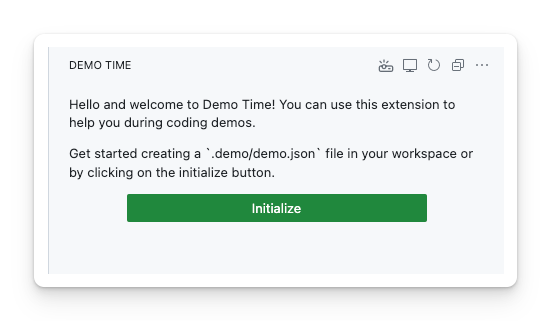 DEMO TIME
Hello and welcome to Demo Time! You can use this extension to
help you during coding demos.
Get started creating a `.demo/demo.json` file in your workspace or
by clicking on the initialize button.
Initialize